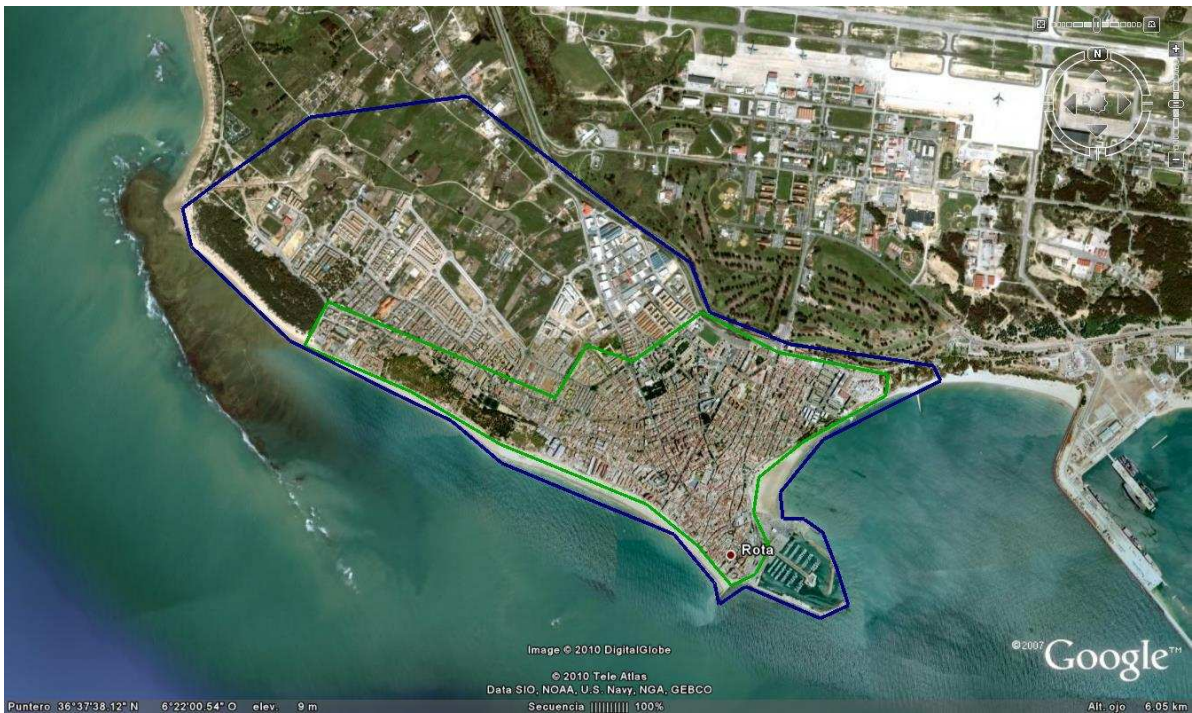 N
Rota
Image © 2010 DigitalGlobe
© 2010 Tele Atlas
Data SIO, NOAA, U.S. Navy, NGA, GEBCO
©2007 Google™
Puntero 36°37'38.12" N 6°22'00.54" O elev. 9 m Secuencia |||||||||| 100% Alt. ojo 6.05 km